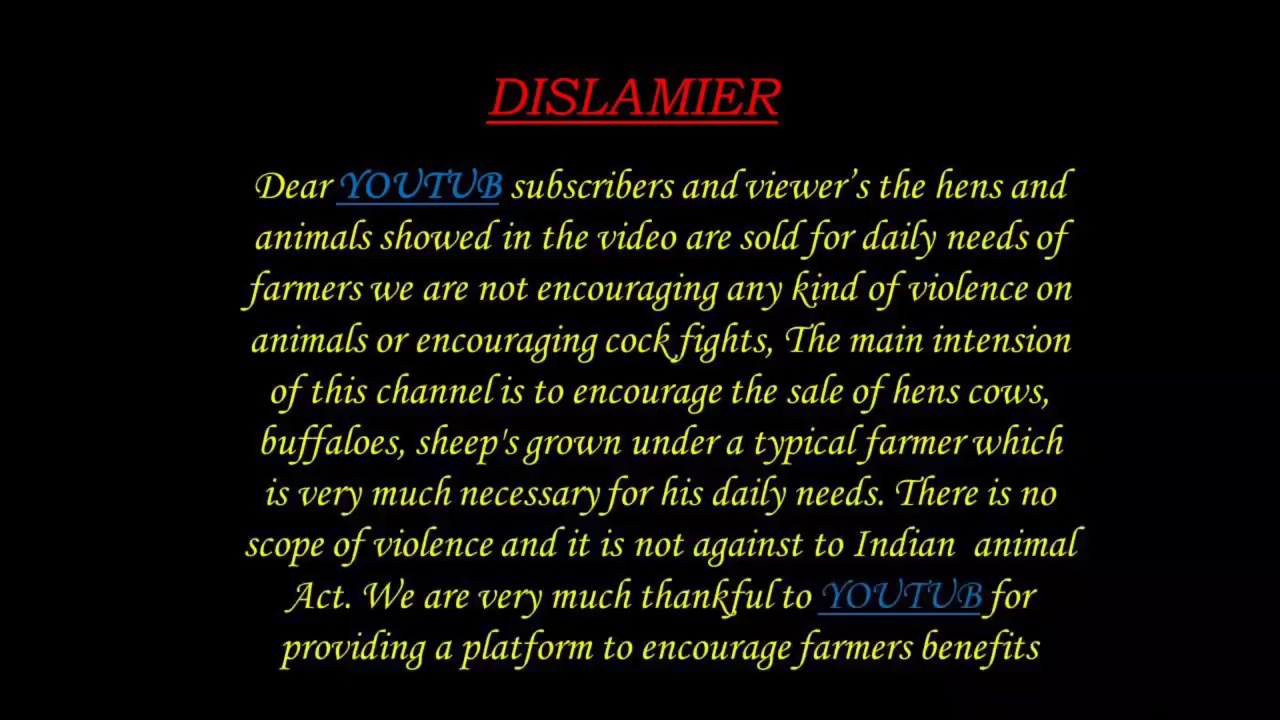 DISLAMIER
Dear YOUTUB subscribers and viewer’s the hens and
animals showed in the video are sold for daily needs of
farmers we are not encouraging any kind of violence on
animals or encouraging cock fights, The main intension
of this channel is to encourage the sale of hens cows,
buffaloes, sheep's grown under a typical farmer which
is very much necessary for his daily needs. There is no
scope of violence and it is not against to Indian animal
Act. We are very much thankful to YOUTUB for
providing a platform to encourage farmers benefits